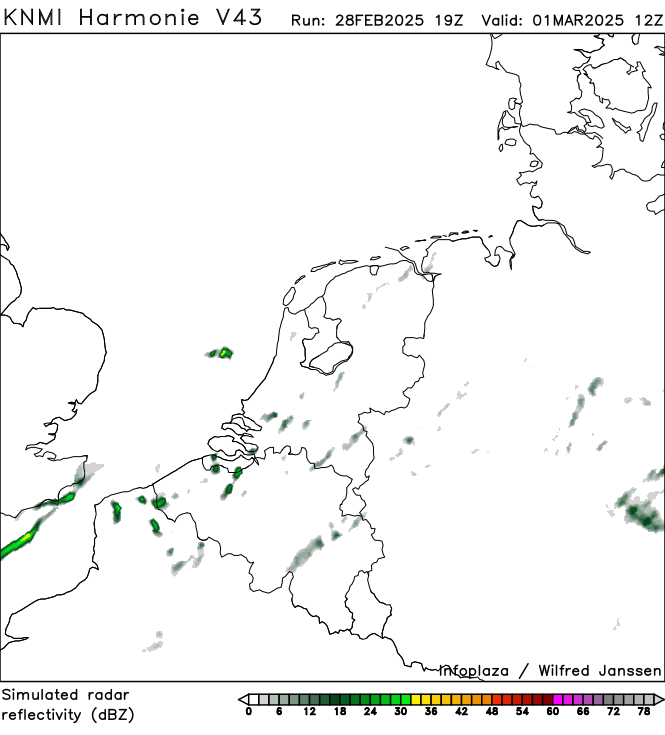 KNMI Harmonie V43 Run: 28FEB2025 19Z Valid: 01MAR2025 12Z
Infoplaza / Wilfred Janssen
Simulated radar
reflectivity (dBZ)
0 6 12 18 24 30 36 42 48 54 60 66 72 78